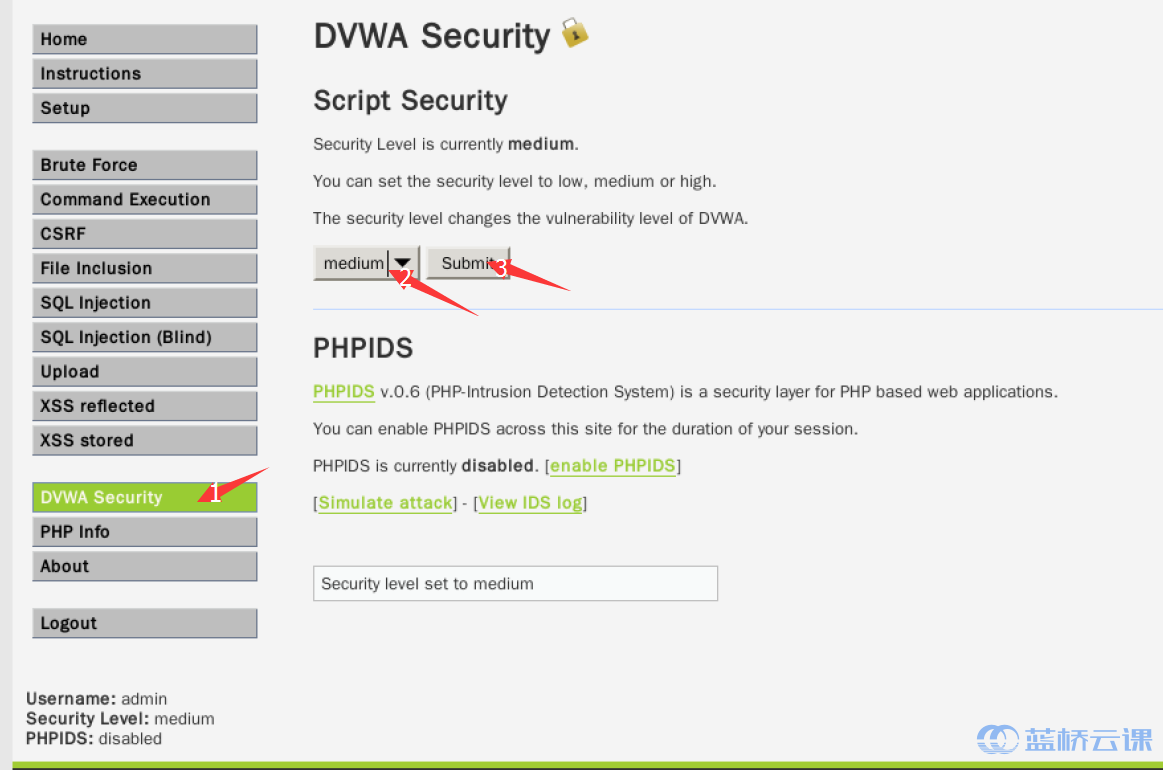 Home
Instructions
Setup
Brute Force
Command Execution
CSRF
File Inclusion
SQL Injection
SQL Injection (Blind)
Upload
XSS reflected
XSS stored
DVWA Security
1
PHP Info
About
Logout
Username: admin
Security Level: medium
PHPIDS: disabled
DVWA Security
Script Security
Security Level is currently medium.
You can set the security level to low, medium or high.
The security level changes the vulnerability level of DVWA.
medium 2 Submit 3
PHPIDS
PHPIDS v.0.6 (PHP-Intrusion Detection System) is a security layer for PHP based web applications.
You can enable PHPIDS across this site for the duration of your session.
PHPIDS is currently disabled. [enable PHPIDS]
[Simulate attack] - [View IDS log]
Security level set to medium
蓝桥云课